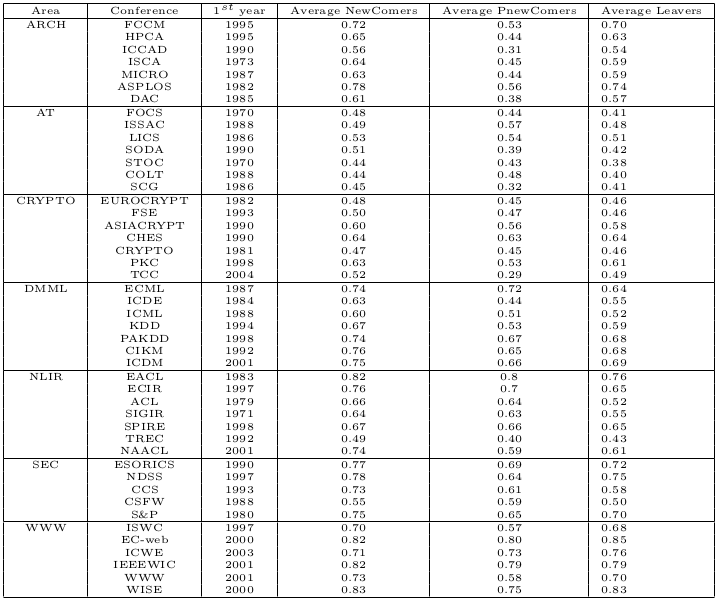 Area Conference 1st year Average NewComers Average PnewComers Average Leavers
ARCH FCCM 1995 0.72 0.53 0.70
HPCA 1995 0.65 0.44 0.63
ICCAD 1990 0.56 0.31 0.54
ISCA 1973 0.64 0.45 0.59
MICRO 1987 0.63 0.44 0.59
ASPLOS 1982 0.78 0.56 0.74
DAC 1985 0.61 0.38 0.57
AT FOCS 1970 0.48 0.44 0.41
ISSAC 1988 0.49 0.57 0.48
LICS 1986 0.53 0.54 0.51
SODA 1990 0.51 0.39 0.42
STOC 1970 0.44 0.43 0.38
COLT 1988 0.44 0.48 0.40
SCG 1986 0.45 0.32 0.41
CRYPTO EUROCRYPT 1982 0.48 0.45 0.46
FSE 1993 0.50 0.47 0.46
ASIACRYPT 1990 0.60 0.56 0.58
CHES 1990 0.64 0.63 0.64
CRYPTO 1981 0.47 0.45 0.46
PKC 1998 0.63 0.53 0.61
TCC 2004 0.52 0.29 0.49
DMML ECML 1987 0.74 0.72 0.64
ICDE 1984 0.63 0.44 0.55
ICML 1988 0.60 0.51 0.52
KDD 1994 0.67 0.53 0.59
PAKDD 1998 0.74 0.67 0.68
CIKM 1992 0.76 0.65 0.68
ICDM 2001 0.75 0.66 0.69
NLIR EACL 1983 0.82 0.8 0.76
ECIR 1997 0.76 0.7 0.65
ACL 1979 0.66 0.64 0.52
SIGIR 1971 0.64 0.63 0.55
SPIRE 1998 0.67 0.66 0.65
TREC 1992 0.49 0.40 0.43
NAACL 2001 0.74 0.59 0.61
SEC ESORICS 1990 0.77 0.69 0.72
NDSS 1997 0.78 0.64 0.75
CCS 1993 0.73 0.61 0.58
CSFW 1988 0.55 0.59 0.50
S&P 1980 0.75 0.65 0.70
WWW ISWC 1997 0.70 0.57 0.68
EC-web 2000 0.82 0.80 0.85
ICWE 2003 0.71 0.73 0.76
IEEEWIC 2001 0.82 0.79 0.79
WWW 2001 0.73 0.58 0.70
WISE 2000 0.83 0.75 0.83